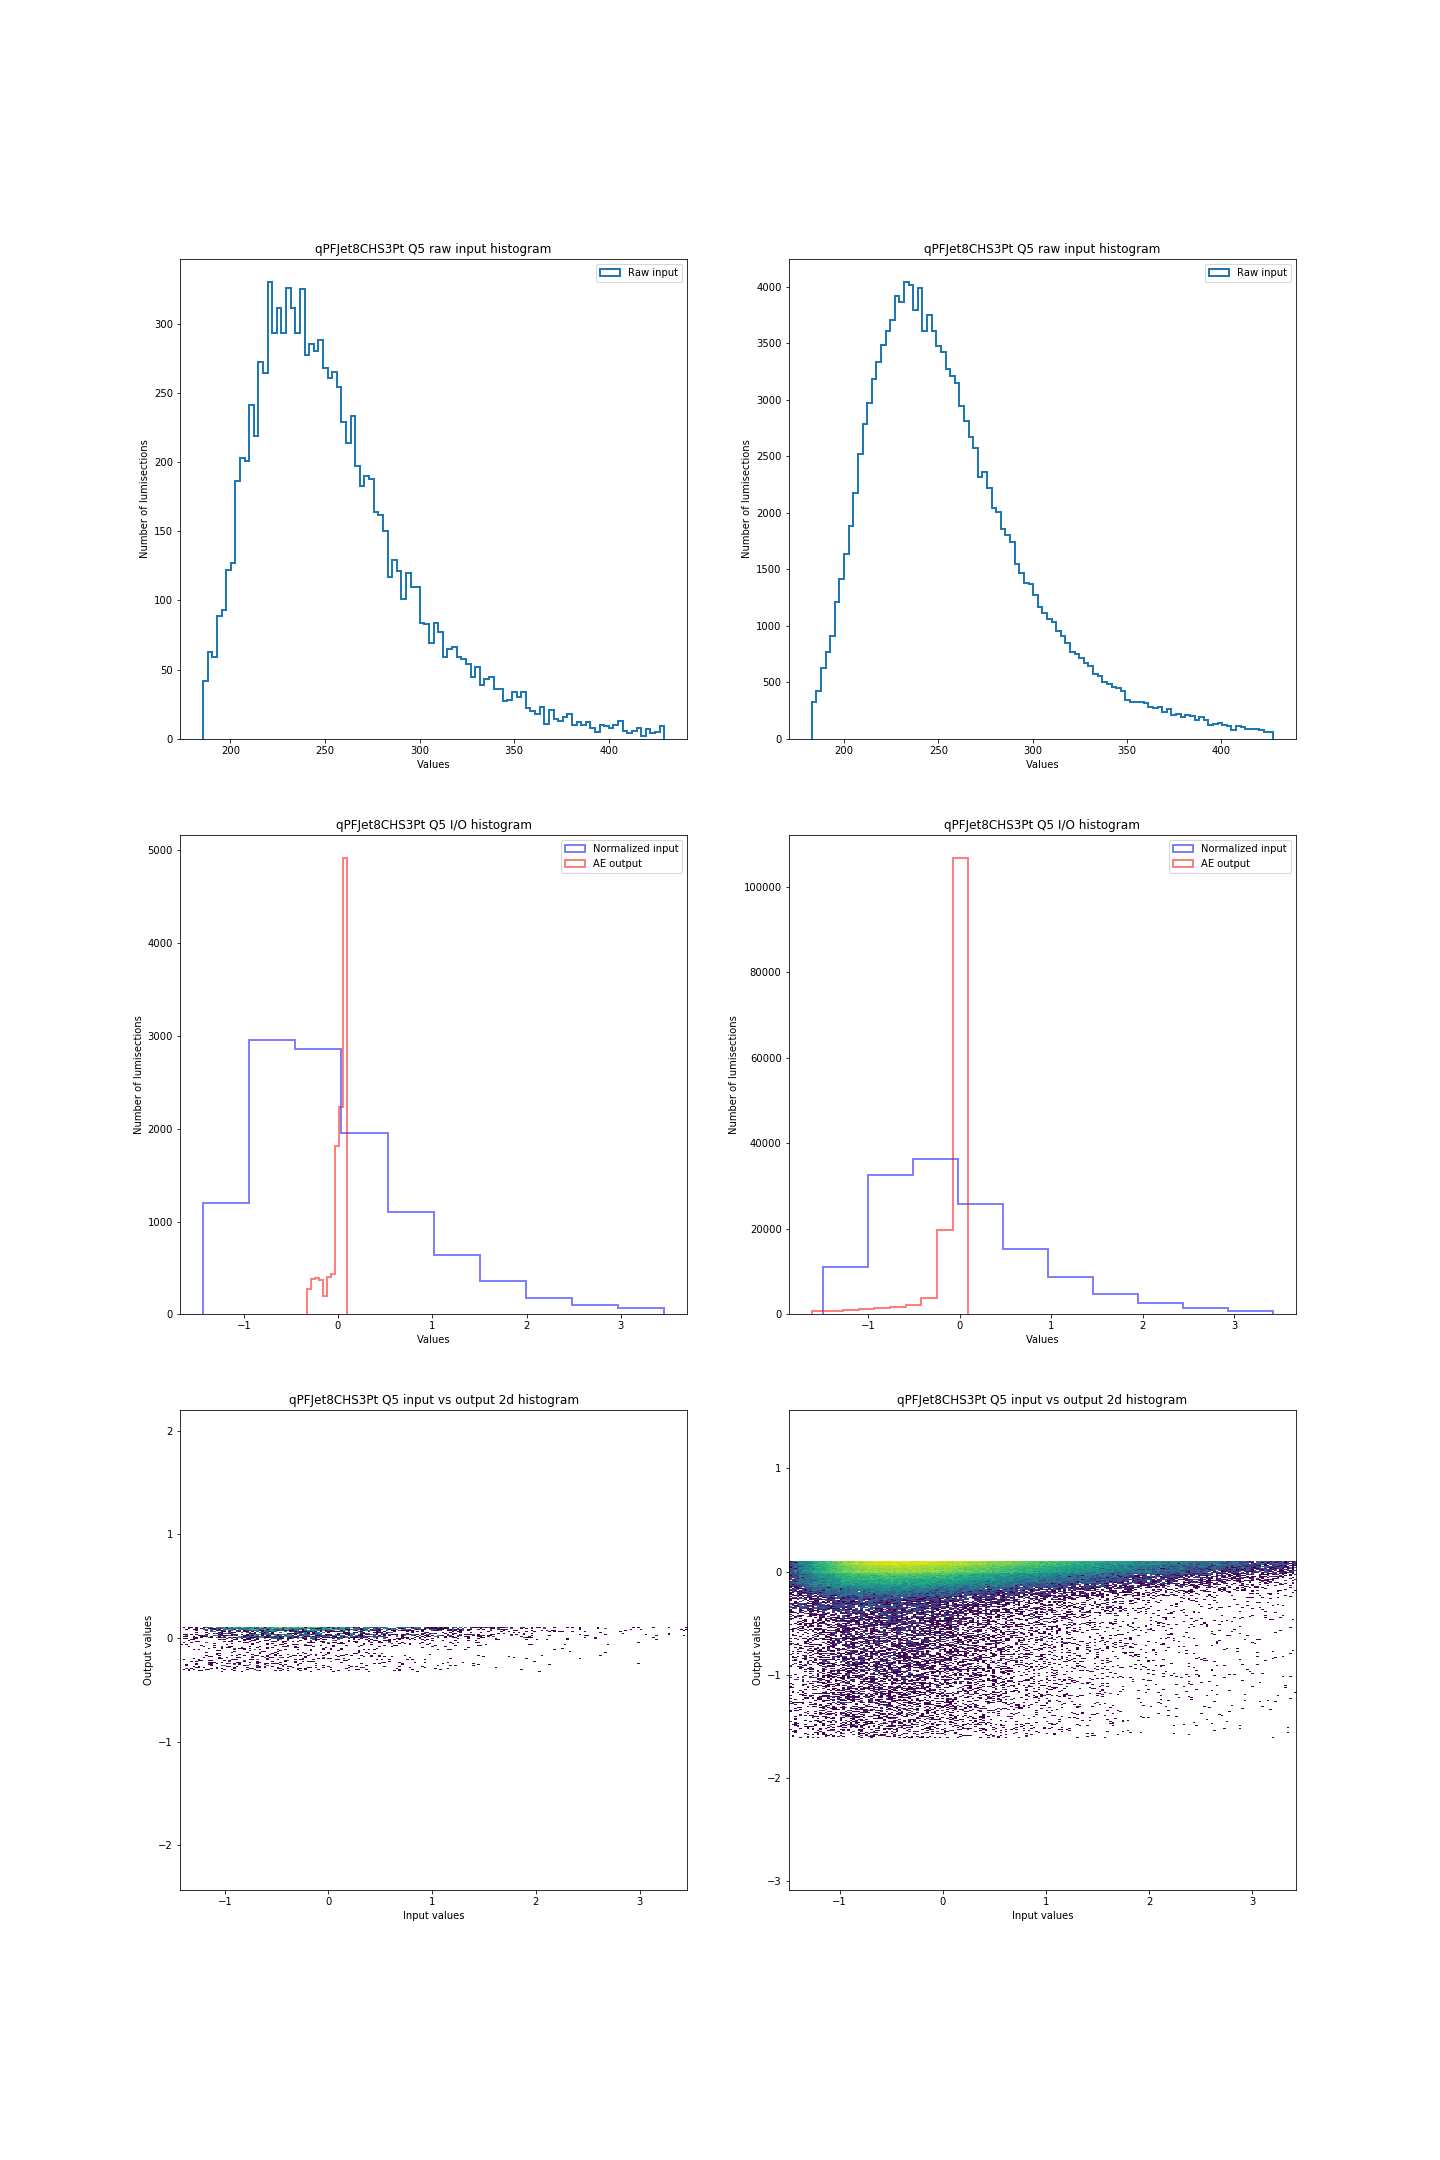 qPFJet8CHS3Pt Q5 raw input histogram
Raw input
Number of lumisections
300
250
200
150
100
50
0
200 250 300 350 400
Values
qPFJet8CHS3Pt Q5 raw input histogram
Raw input
Number of lumisections
4000
3500
3000
2500
2000
1500
1000
500
0
200 250 300 350 400
Values
qPFJet8CHS3Pt Q5 I/O histogram
Normalized input
AE output
Number of lumisections
5000
4000
3000
2000
1000
0
−1 0 1 2 3
Values
qPFJet8CHS3Pt Q5 I/O histogram
Normalized input
AE output
Number of lumisections
100000
80000
60000
40000
20000
0
−1 0 1 2 3
Values
qPFJet8CHS3Pt Q5 input vs output 2d histogram
Output values
2
1
0
−1
−2
−1 0 1 2 3
Input values
qPFJet8CHS3Pt Q5 input vs output 2d histogram
Output values
1
0
−1
−2
−3
−1 0 1 2 3
Input values